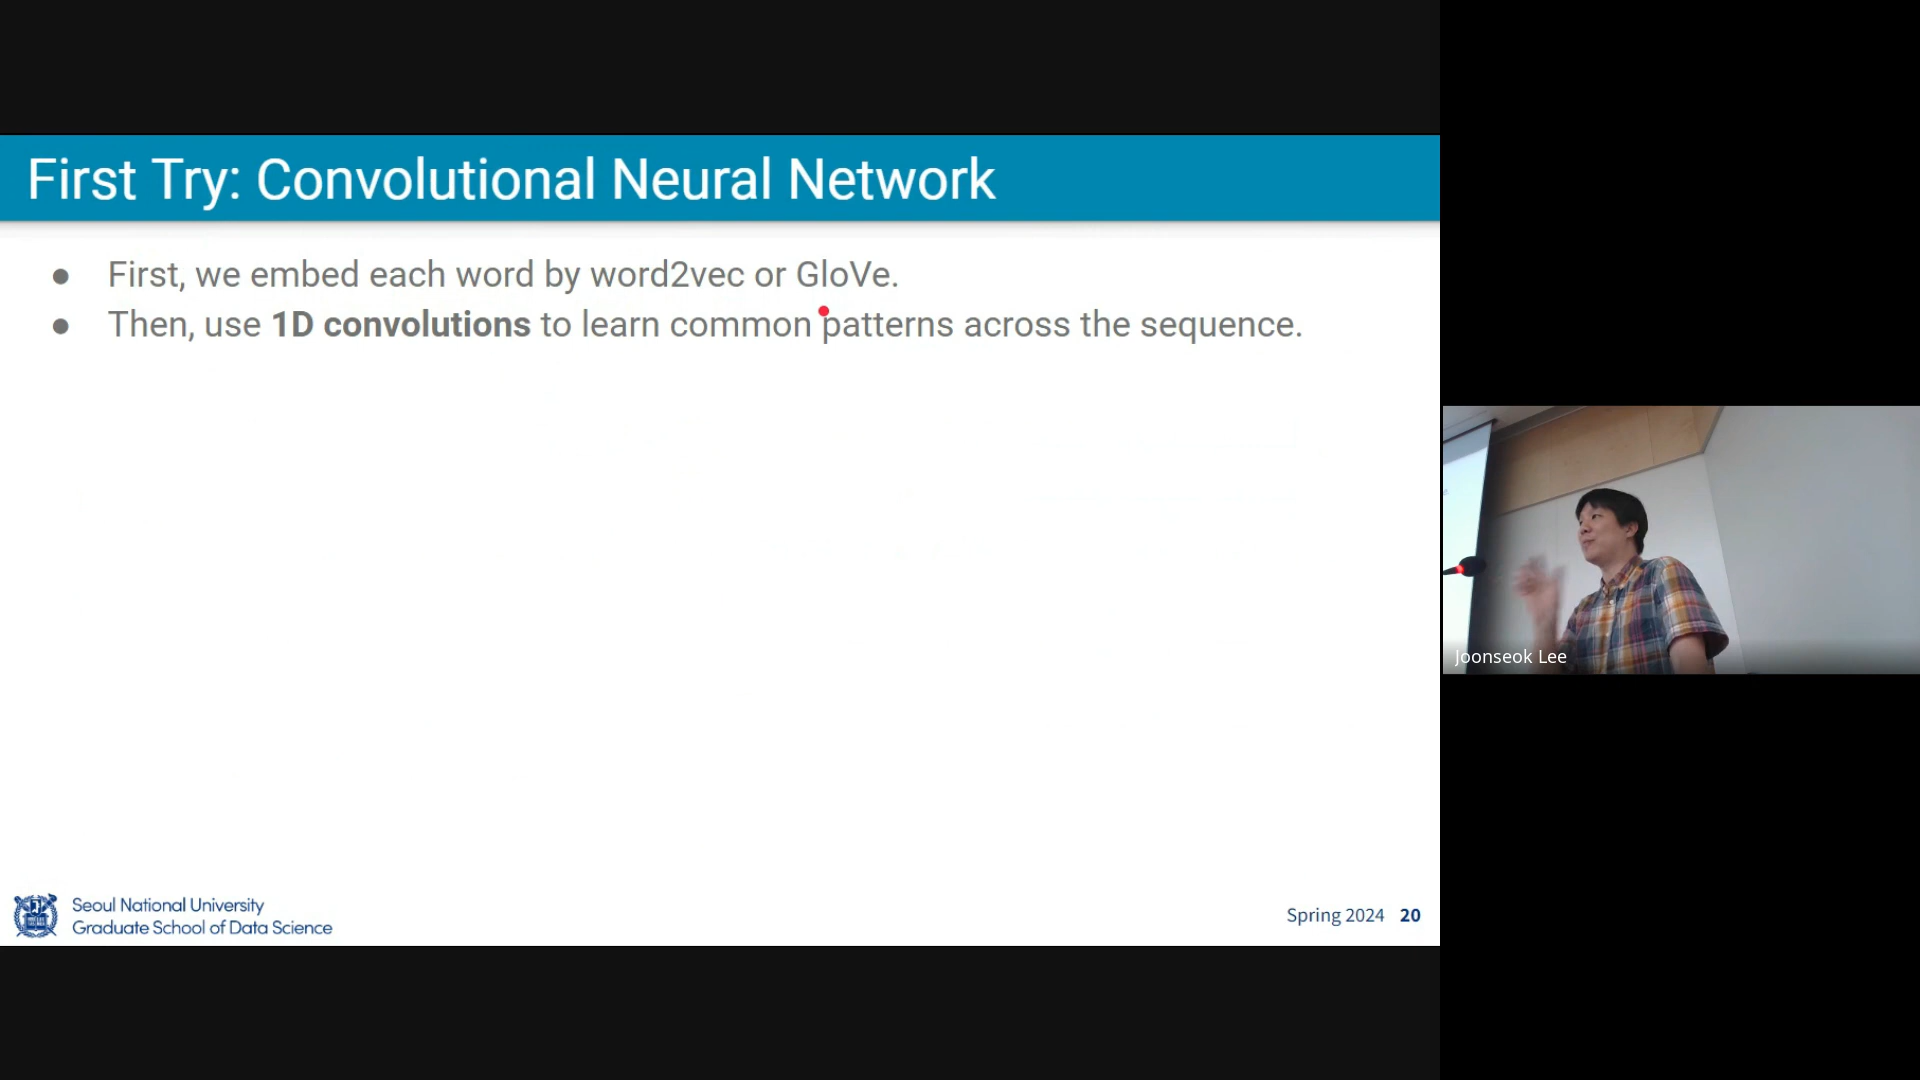 First Try: Convolutional Neural Network
● First, we embed each word by word2vec or GloVe.
● Then, use 1D convolutions to learn common patterns across the sequence.
Joonseok Lee
Seoul National University
Graduate School of Data Science
Spring 2024 20